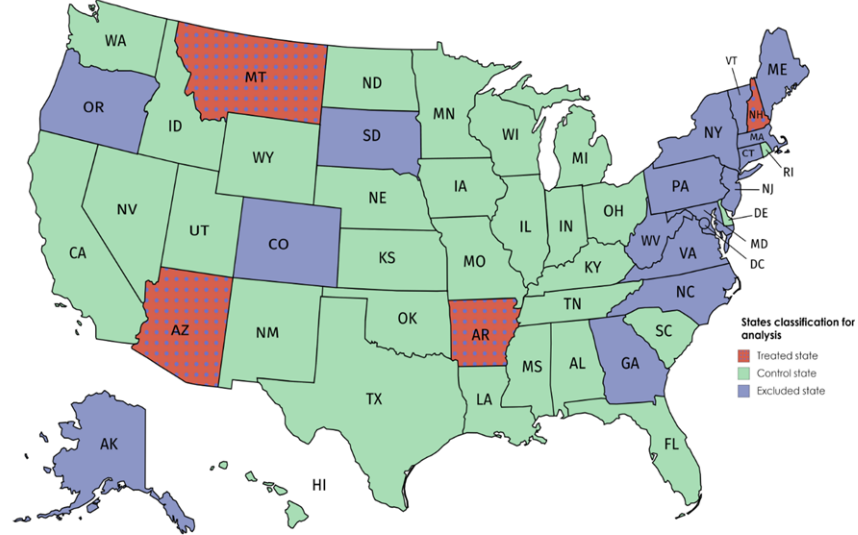 WA
MT
ND
MN
VT
ME
OR
ID
SD
WI
MI
NY
NH
MA
CT
RI
WY
IA
NE
PA
NJ
NV
UT
CO
IL
IN
OH
DE
MD
DC
WV
VA
CA
KS
MO
KY
NC
AZ
NM
OK
AR
TN
SC
MS
AL
GA
TX
LA
FL
AK
HI
States classification for
analysis
Treated state
Control state
Excluded state